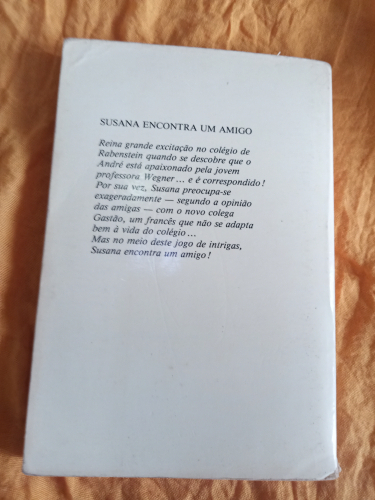 SUSANA ENCONTRA UM AMIGO
Reina grande excitação no colégio de
Rabenstein quando se descobre que o
André está apaixonado pela jovem
professora Wegner... e é correspondido!
Por sua vez, Susana preocupa-se
exageradamente — segundo a opinião
das amigas — com o novo colega
Gastão, um francês que não se adapta
bem à vida do colégio...
Mas no meio deste jogo de intrigas,
Susana encontra um amigo!